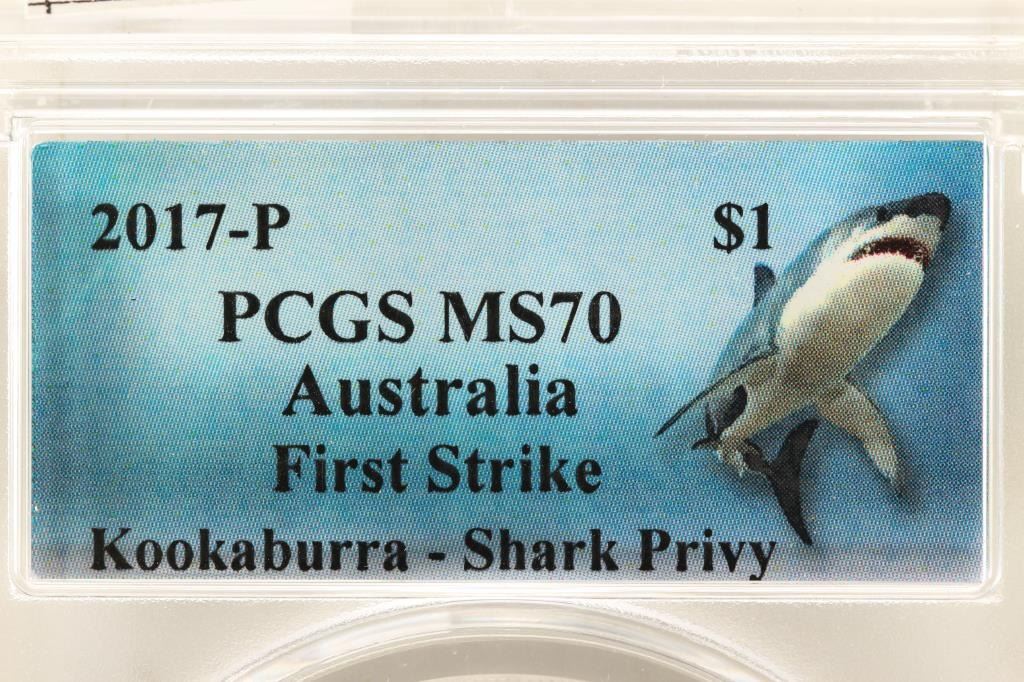 2017-P $1
PCGS MS70
Australia
First Strike
Kookaburra - Shark Privy